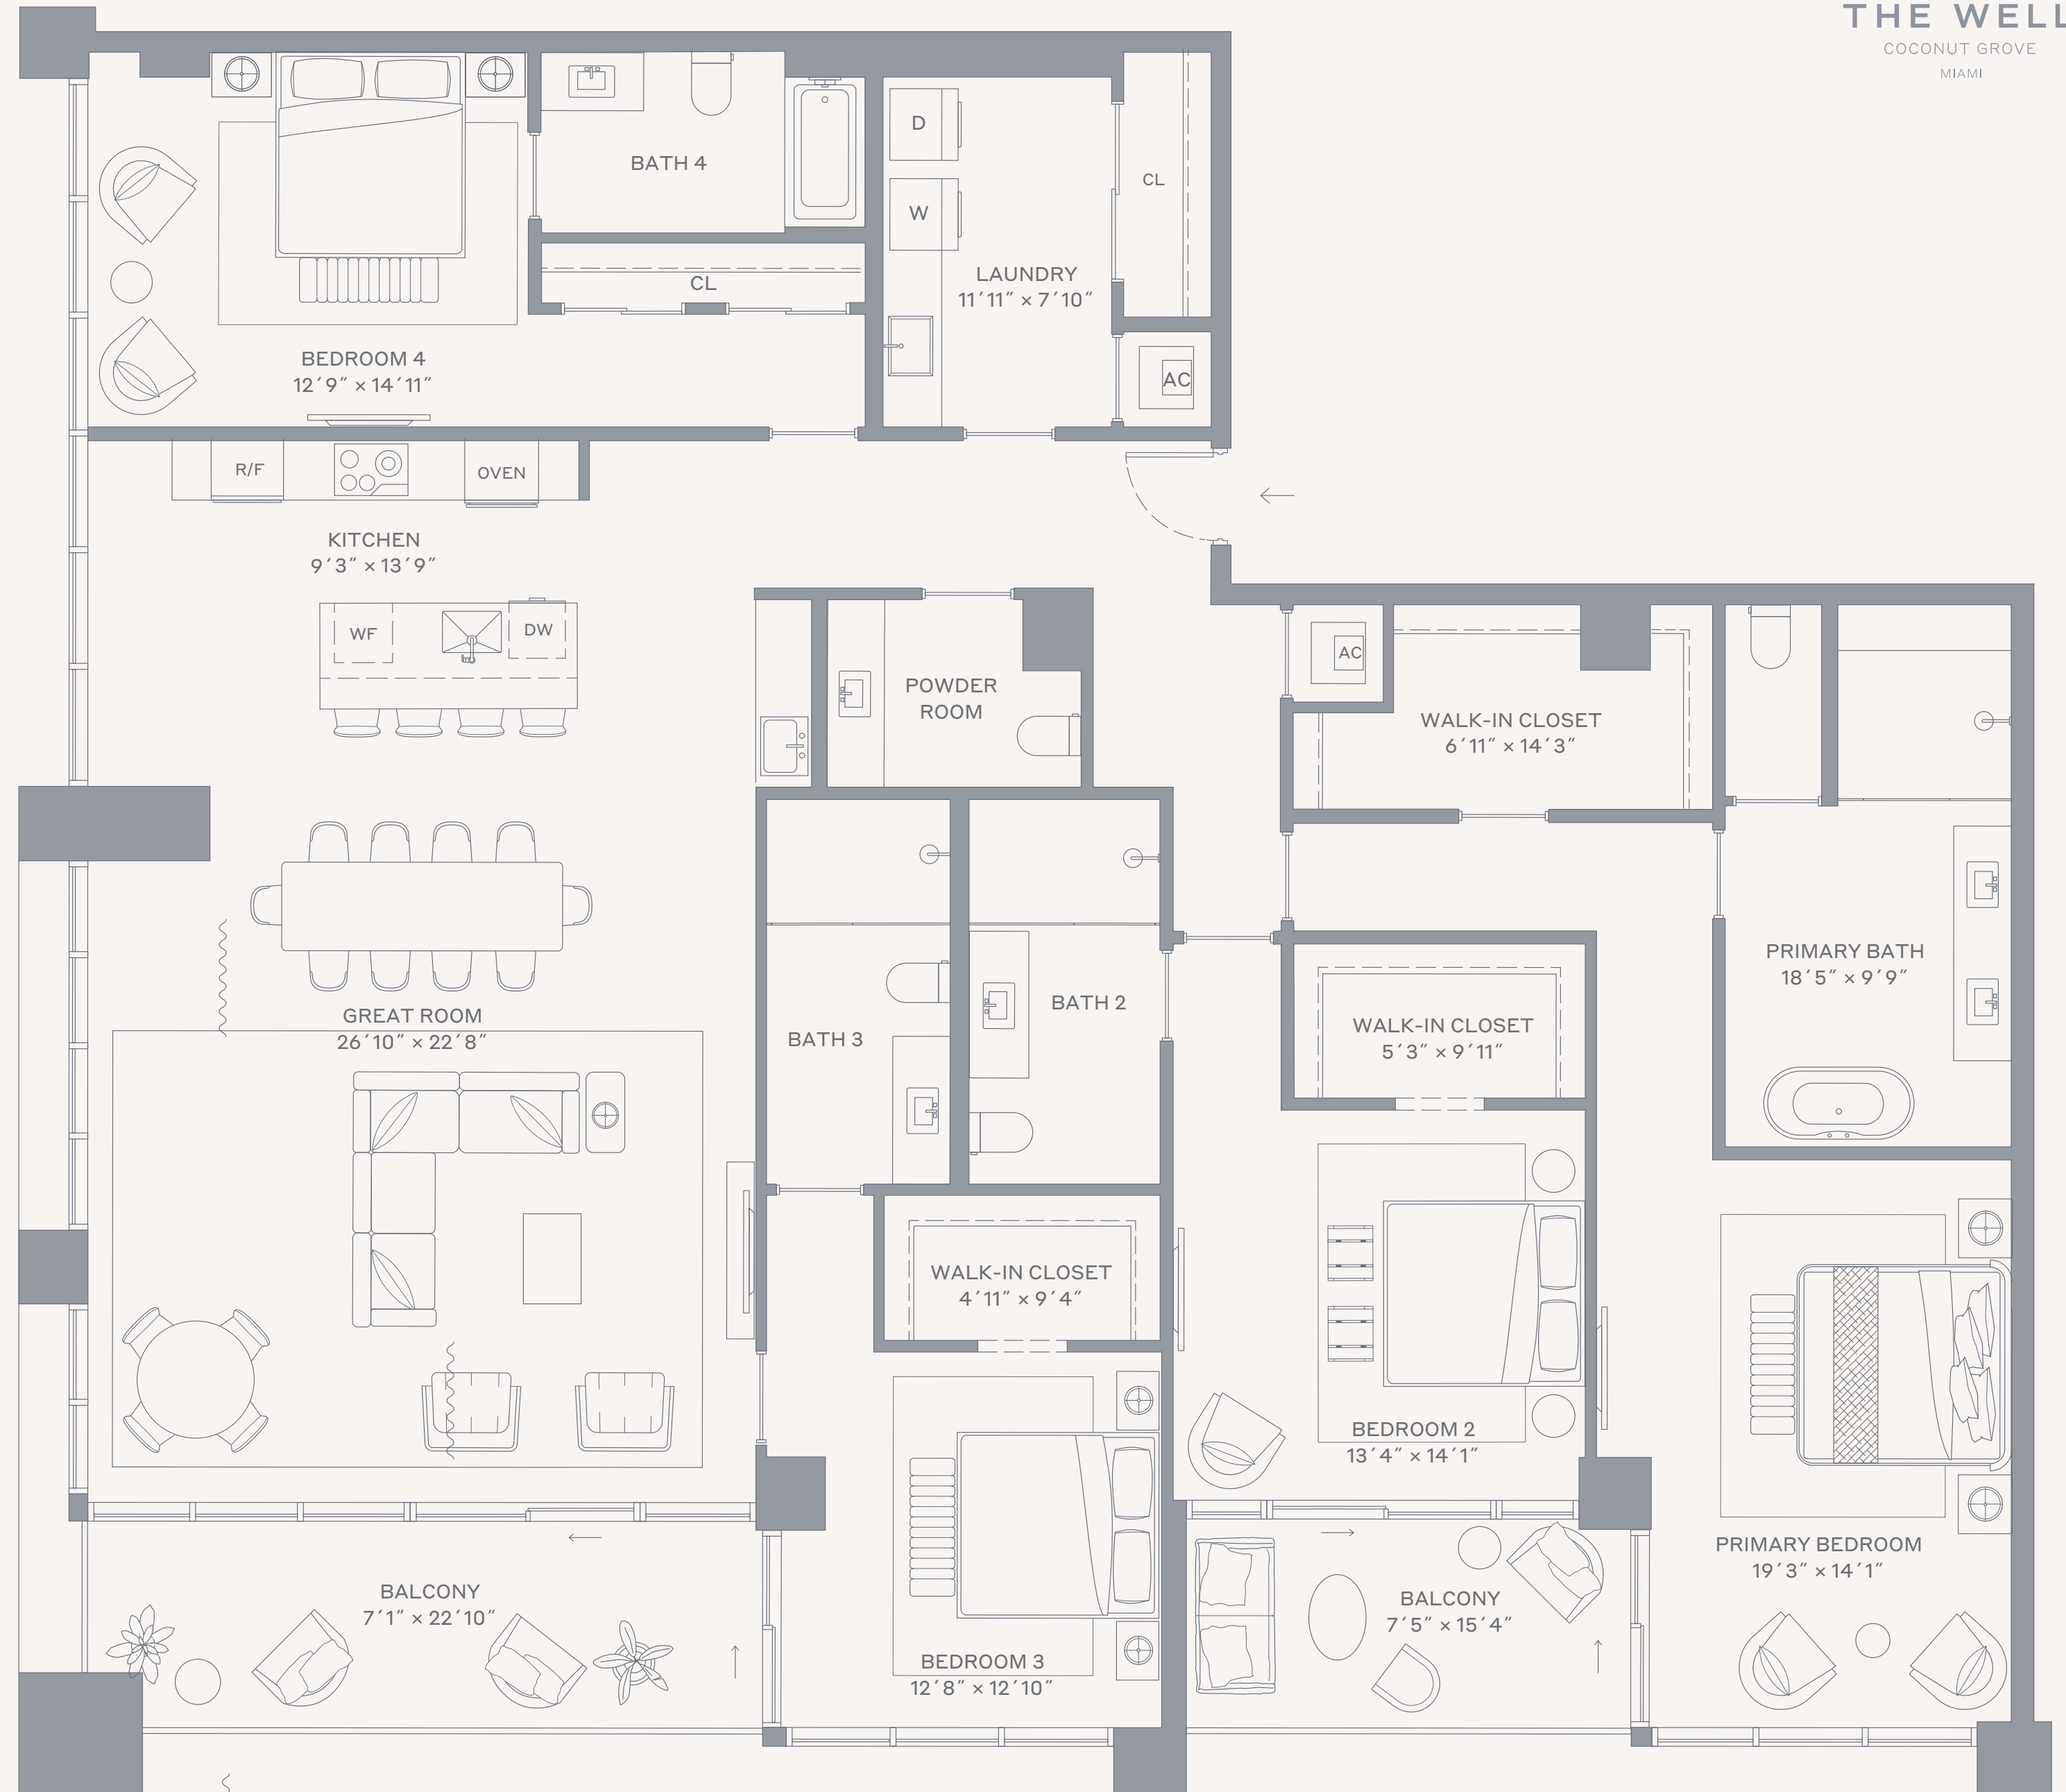 THE WELL
COCONUT GROVE
MIAMI
D
W
BATH 4
CL
CL
LAUNDRY
11´11˝ × 7´10˝
AC
BEDROOM 4
12´9˝ × 14´11˝
R/F
OVEN
KITCHEN
9´3˝ × 13´9˝
WF
DW
POWDER
ROOM
AC
WALK-IN CLOSET
6´11˝ × 14´3˝
PRIMARY BATH
18´5˝ × 9´9˝
GREAT ROOM
26´10˝ × 22´8˝
BATH 3
BATH 2
WALK-IN CLOSET
5´3˝ × 9´11˝
WALK-IN CLOSET
4´11˝ × 9´4˝
BEDROOM 2
13´4˝ × 14´1˝
PRIMARY BEDROOM
19´3˝ × 14´1˝
BALCONY
7´1˝ × 22´10˝
BALCONY
7´5˝ × 15´4˝
BEDROOM 3
12´8˝ × 12´10˝